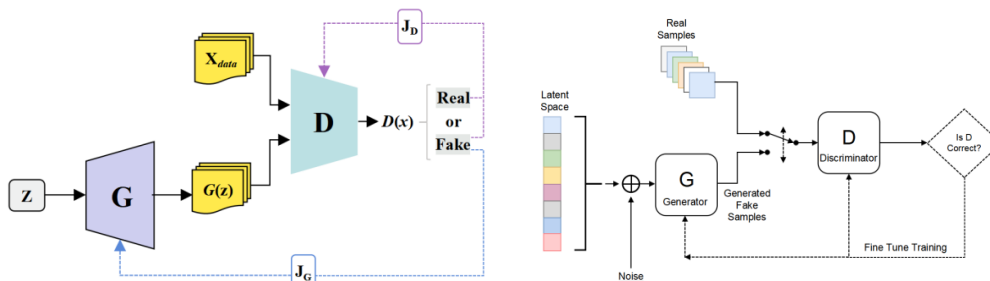 J_D
X_data
D
D(x)
Real
or
Fake
Z
G
G(z)
J_G
Real
Samples
Latent
Space
G
Generator
Generated
Fake
Samples
Noise
D
Discriminator
Is D
Correct?
Fine Tune Training